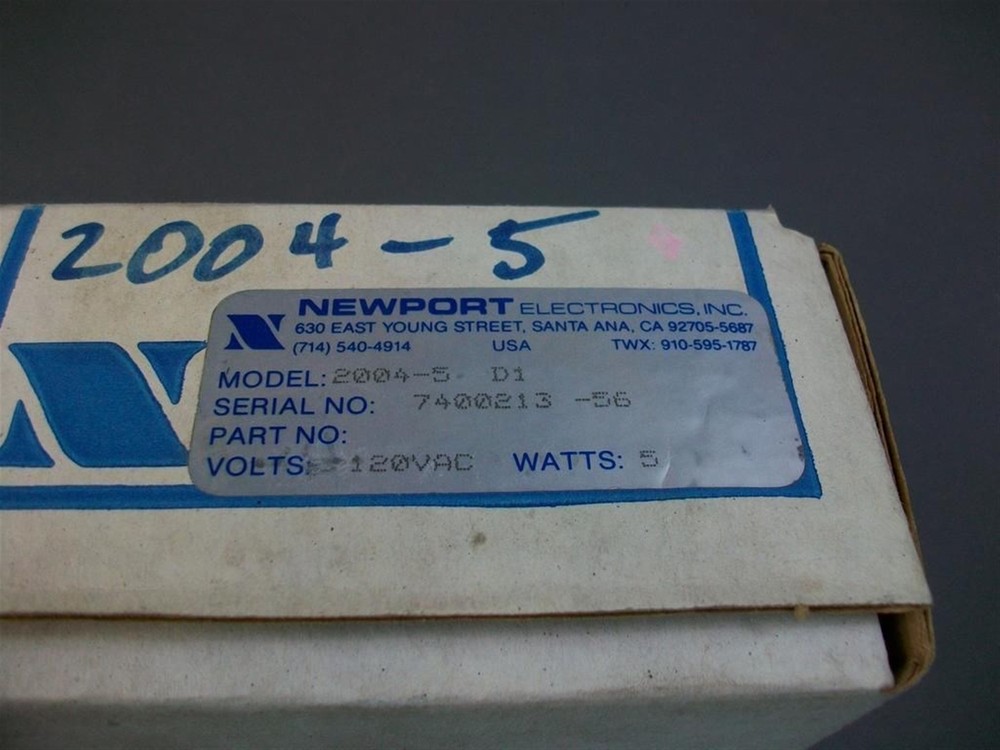 2004-5
NEWPORT ELECTRONICS, INC.
630 EAST YOUNG STREET, SANTA ANA, CA 92705-5687
(714) 540-4914 USA TWX: 910-595-1787
MODEL: 2004-5 D1
SERIAL NO: 7400213 -56
PART NO:
VOLTS: 120VAC WATTS: 5